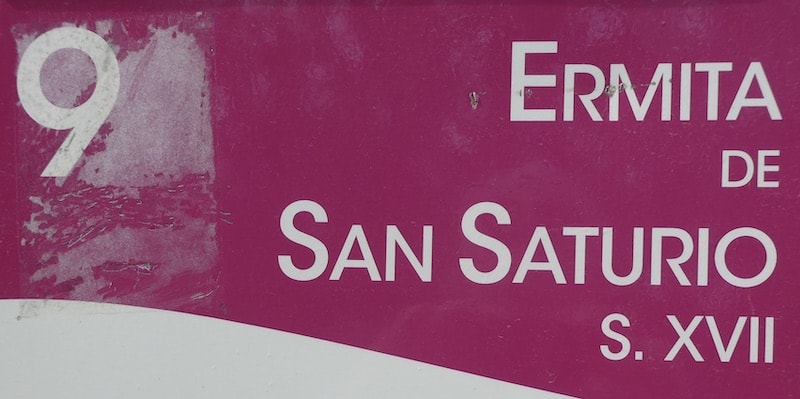 9
ERMITA
DE
SAN SATURIO
S. XVII